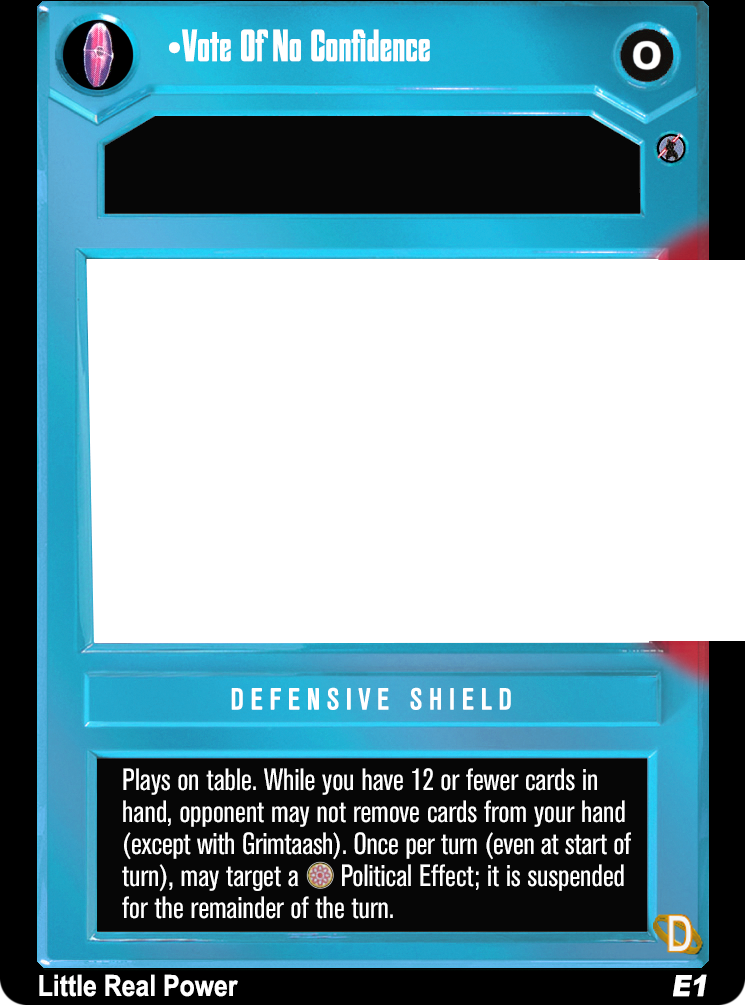 •Vote Of No Confidence
O
DEFENSIVE SHIELD
Plays on table. While you have 12 or fewer cards in
hand, opponent may not remove cards from your hand
(except with Grimtaash). Once per turn (even at start of
turn), may target a Political Effect; it is suspended
for the remainder of the turn.
D
Little Real Power
E1